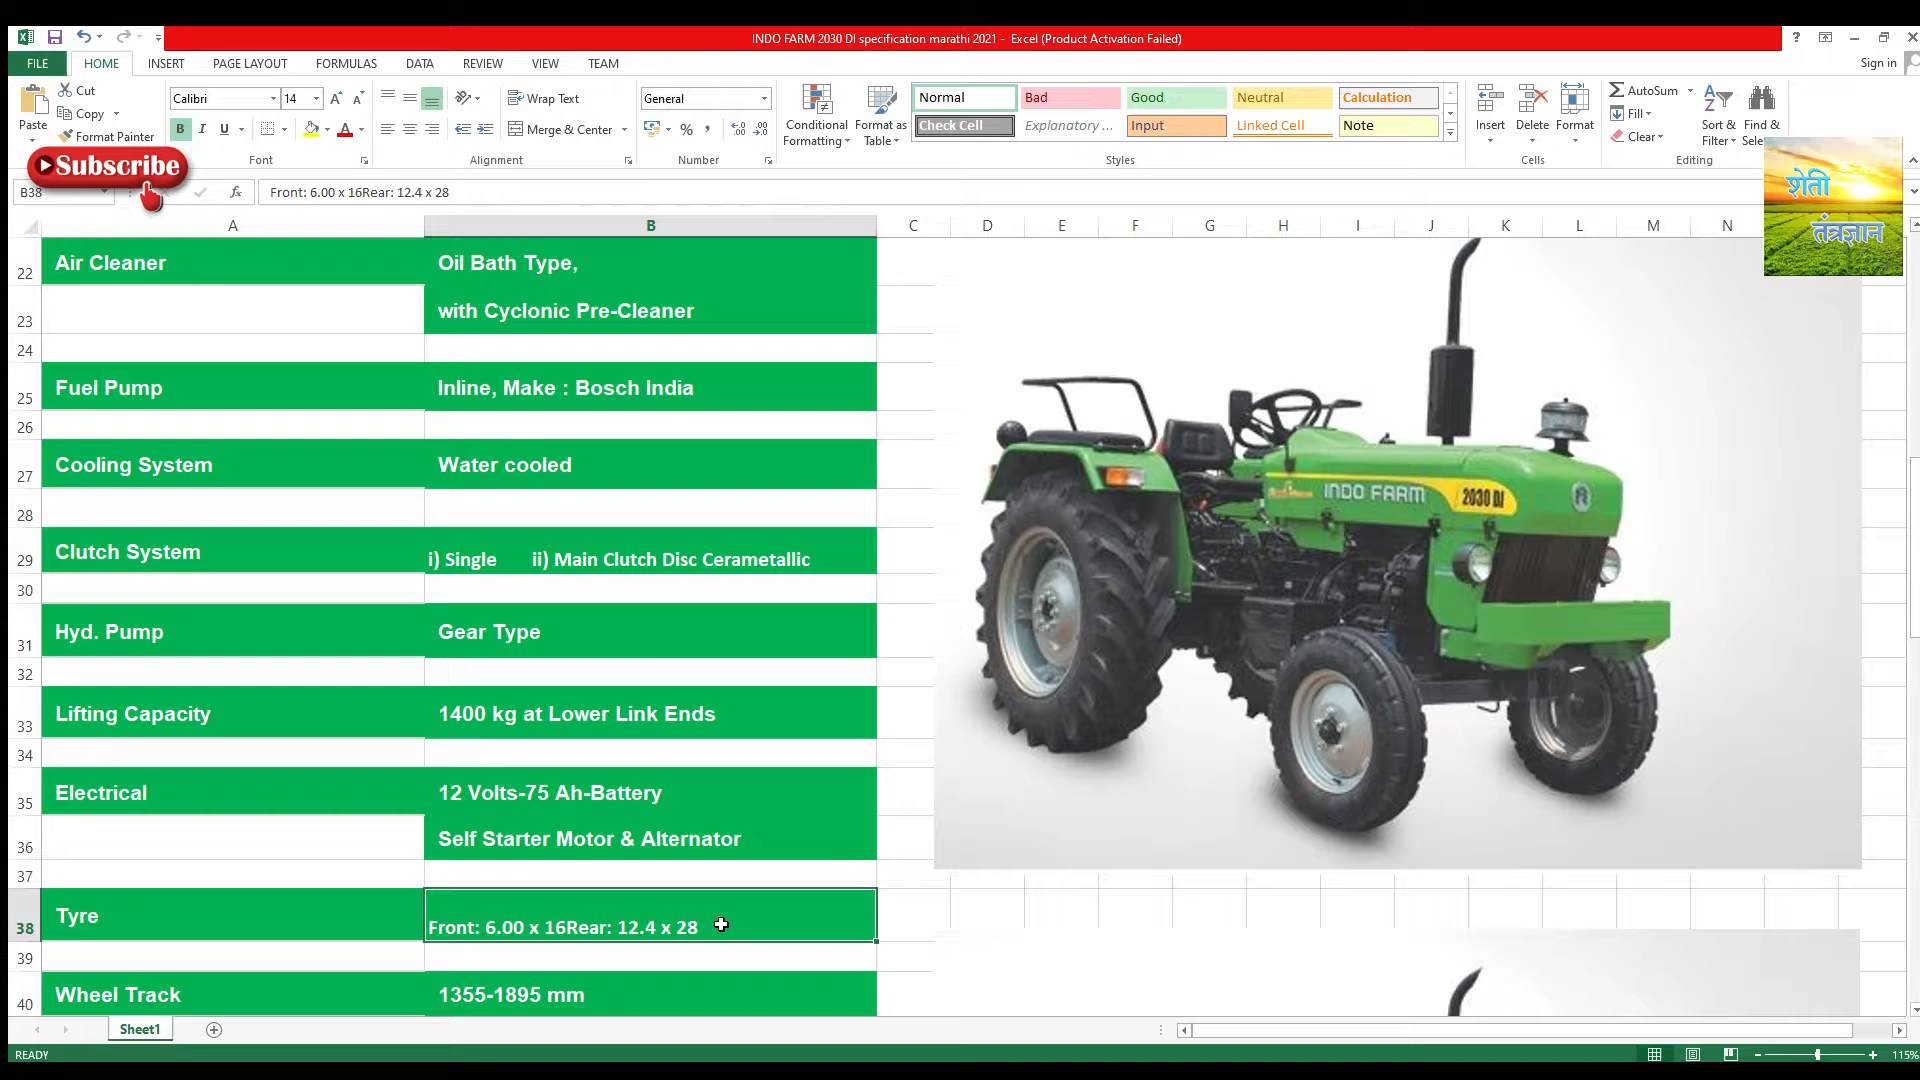 INDO FARM 2030 DI specification marathi 2021 - Excel (Product Activation Failed)
FILE HOME INSERT PAGE LAYOUT FORMULAS DATA REVIEW VIEW TEAM Sign in
Cut
Copy
Format Painter
Paste
Calibri 14
B I U
Font
Wrap Text
Merge & Center
Alignment
General
%
Number
Conditional Formatting
Format as Table
Normal Bad Good Neutral Calculation
Check Cell Explanatory ... Input Linked Cell Note
Styles
Insert Delete Format
Cells
AutoSum
Fill
Clear
Sort & Filter
Find &
Editing
Subscribe
शेती
तंत्रज्ञान
B38 fx Front: 6.00 x 16Rear: 12.4 x 28
A B C D E F G H I J K L M N
22 Air Cleaner Oil Bath Type,
23 with Cyclonic Pre-Cleaner
24
25 Fuel Pump Inline, Make : Bosch India
26
27 Cooling System Water cooled
28
29 Clutch System i) Single ii) Main Clutch Disc Cerametallic
30
31 Hyd. Pump Gear Type
32
33 Lifting Capacity 1400 kg at Lower Link Ends
34
35 Electrical 12 Volts-75 Ah-Battery
36 Self Starter Motor & Alternator
37
38 Tyre Front: 6.00 x 16Rear: 12.4 x 28
39
40 Wheel Track 1355-1895 mm
INDO FARM 2030 DI
Sheet1
READY
115%